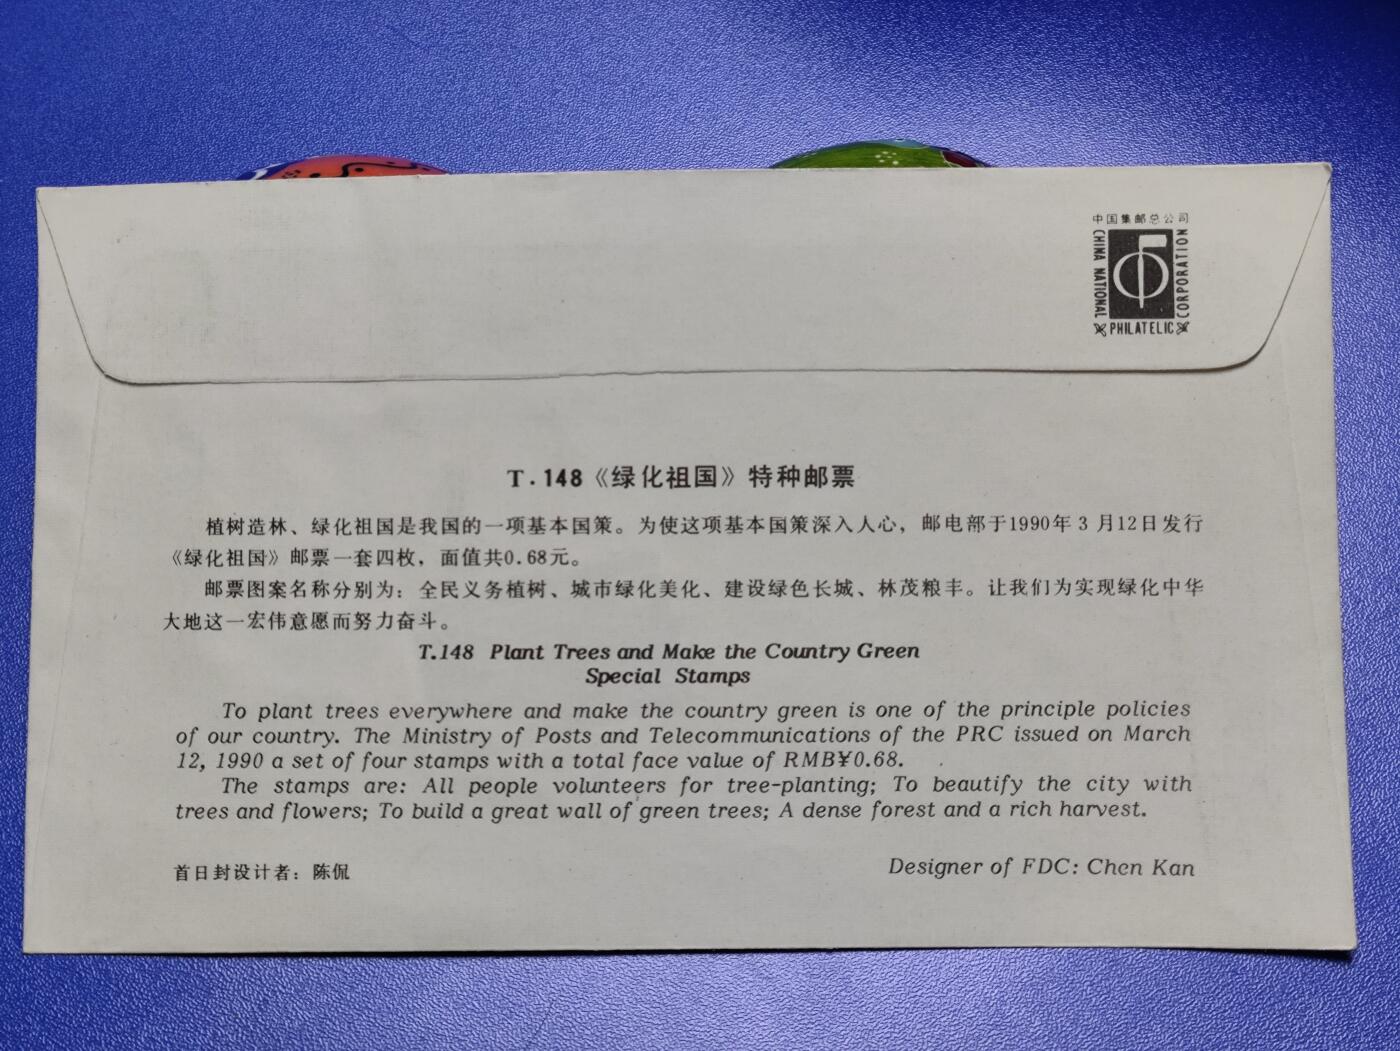 中国集邮总公司
CHINA NATIONAL
PHILATELIC
CORPORATION
T·148《绿化祖国》特种邮票
植树造林、绿化祖国是我国的一项基本国策。为使这项基本国策深入人心，邮电部于1990年3月12日发行
《绿化祖国》邮票一套四枚，面值共0.68元。
邮票图案名称分别为：全民义务植树、城市绿化美化、建设绿色长城、林茂粮丰。让我们为实现绿化中华
大地这一宏伟意愿而努力奋斗。
T.148 Plant Trees and Make the Country Green
Special Stamps
To plant trees everywhere and make the country green is one of the principle policies
of our country. The Ministry of Posts and Telecommunications of the PRC issued on March
12, 1990 a set of four stamps with a total face value of RMB¥0.68.
The stamps are: All people volunteers for tree-planting; To beautify the city with
trees and flowers; To build a great wall of green trees; A dense forest and a rich harvest.
首日封设计者：陈侃
Designer of FDC: Chen Kan